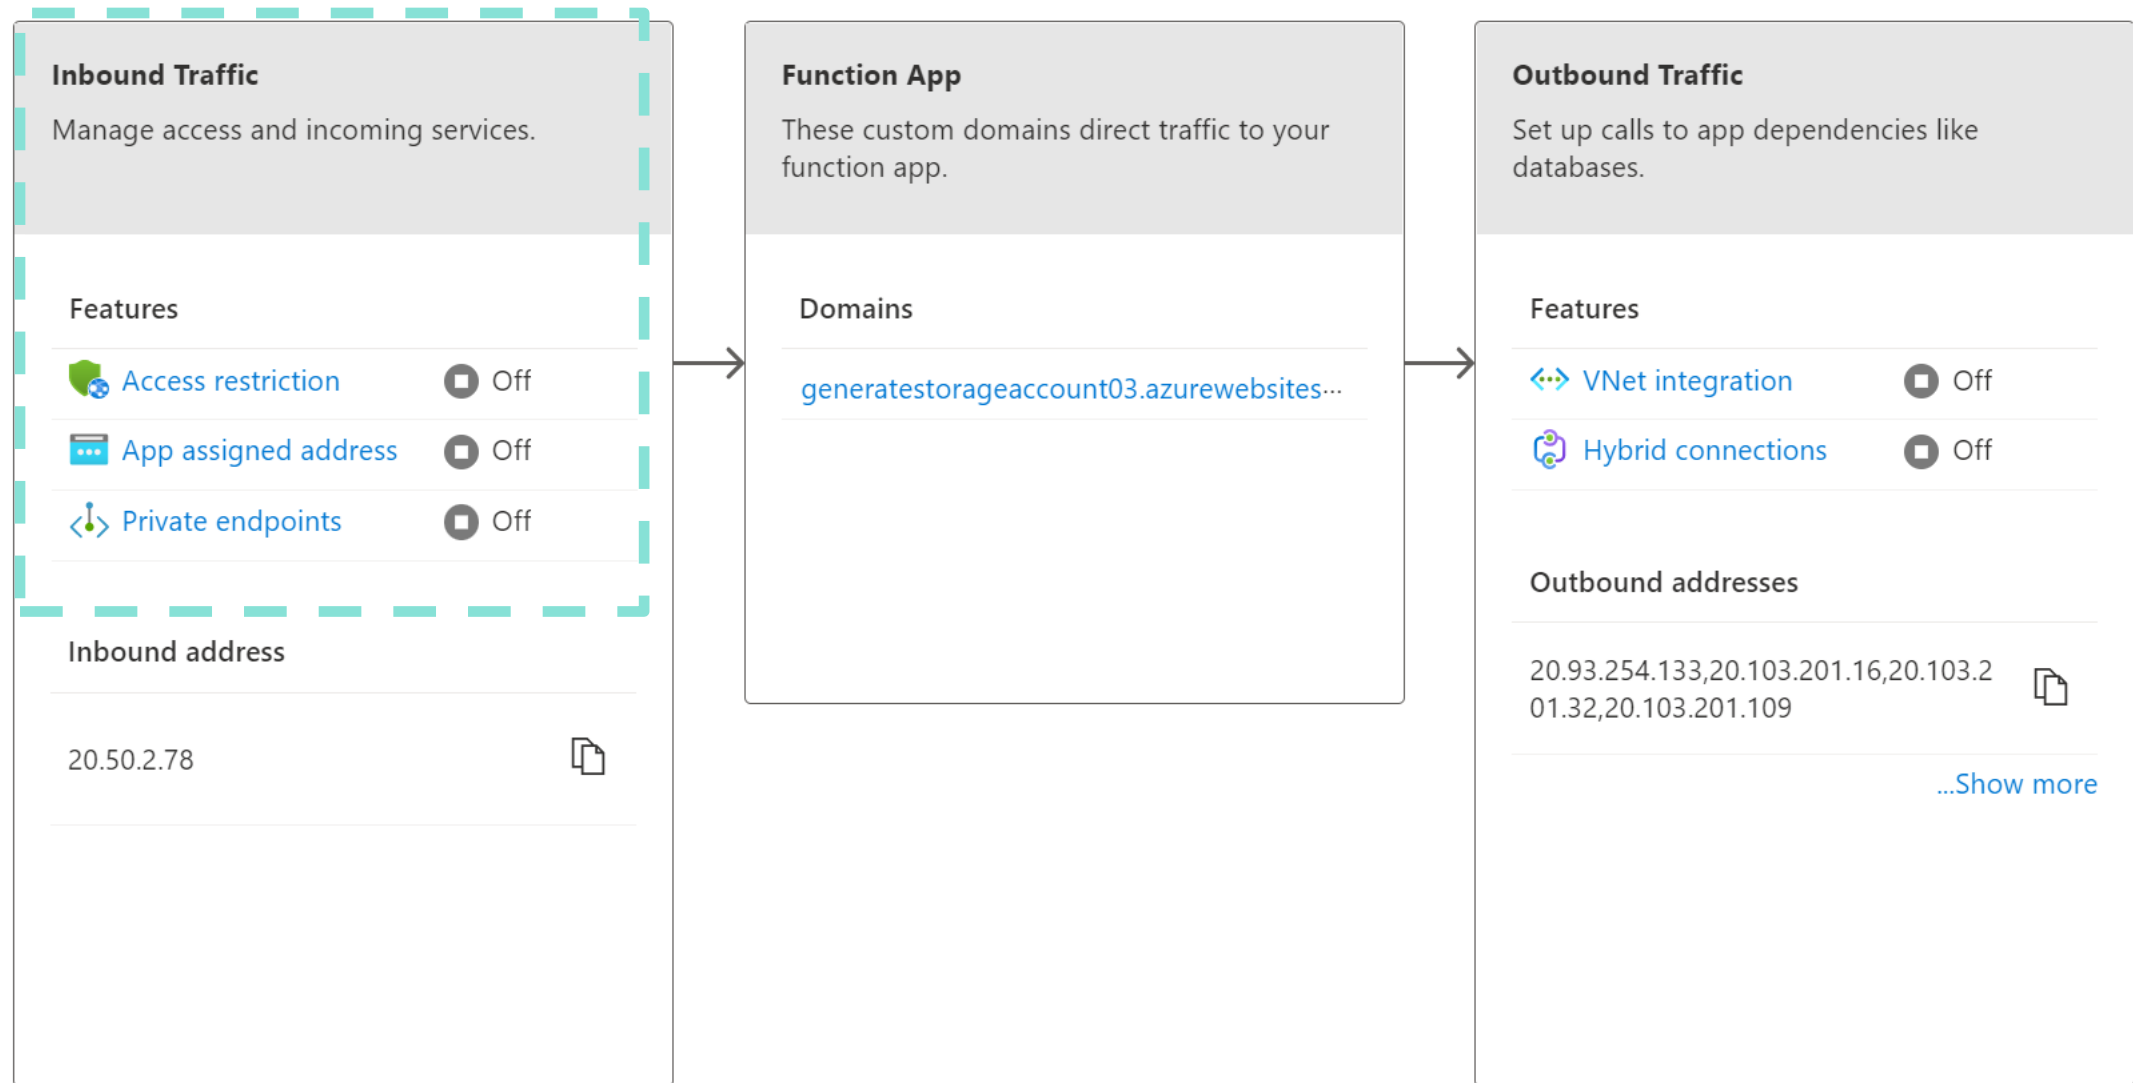 Inbound Traffic
Manage access and incoming services.
Features
Access restriction Off
App assigned address Off
Private endpoints Off
Inbound address
20.50.2.78
Function App
These custom domains direct traffic to your
function app.
Domains
generatestorageaccount03.azurewebsites...
Outbound Traffic
Set up calls to app dependencies like
databases.
Features
VNet integration Off
Hybrid connections Off
Outbound addresses
20.93.254.133,20.103.201.16,20.103.2
01.32,20.103.201.109
...Show more